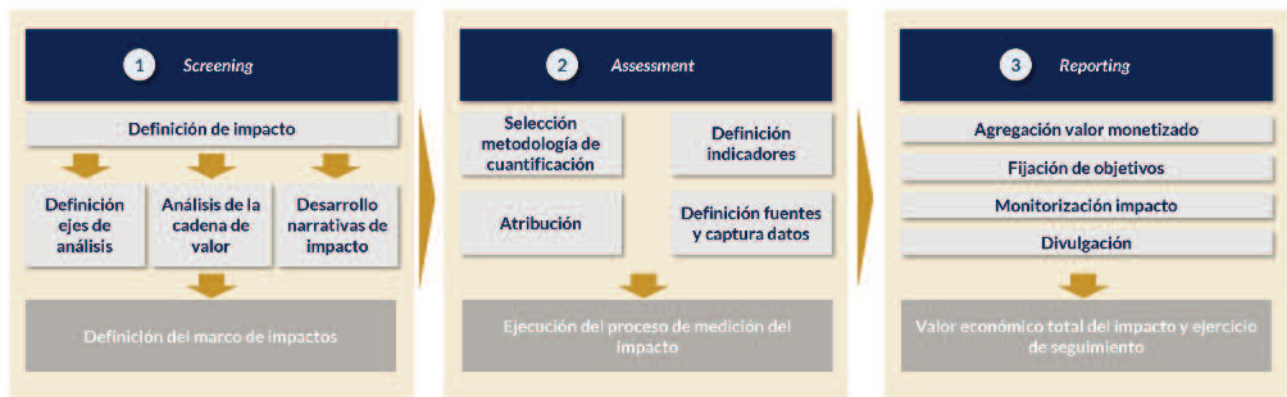 1 Screening
Definición de impacto
Definición
ejes de
análisis
Análisis de la
cadena de
valor
Desarrollo
narrativas de
impacto
Definición del marco de impactos
2 Assessment
Selección
metodología de
cuantificación
Definición
indicadores
Atribución
Definición fuentes
y captura datos
Ejecución del proceso de medición del
impacto
3 Reporting
Agregación valor monetizado
Fijación de objetivos
Monitorización impacto
Divulgación
Valor económico total del impacto y ejercicio
de seguimiento